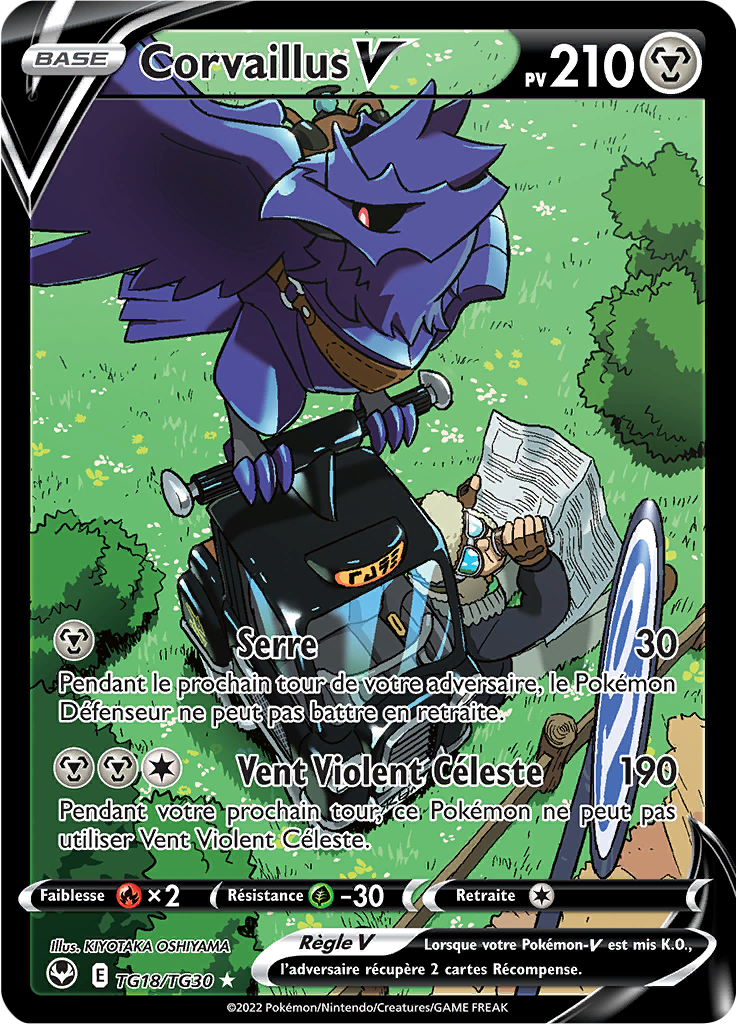 BASE
Corvaillus V
PV 210
Serre 30
Pendant le prochain tour de votre adversaire, le Pokémon
Défenseur ne peut pas battre en retraite.
Vent Violent Céleste 190
Pendant votre prochain tour, ce Pokémon ne peut pas
utiliser Vent Violent Céleste.
Faiblesse ×2 Résistance -30 Retraite
Illus. KIYOTAKA OSHIYAMA
Règle V
Lorsque votre Pokémon-V est mis K.O.,
l'adversaire récupère 2 cartes Récompense.
E TG18/TG30 ★
©2022 Pokémon/Nintendo/Creatures/GAME FREAK